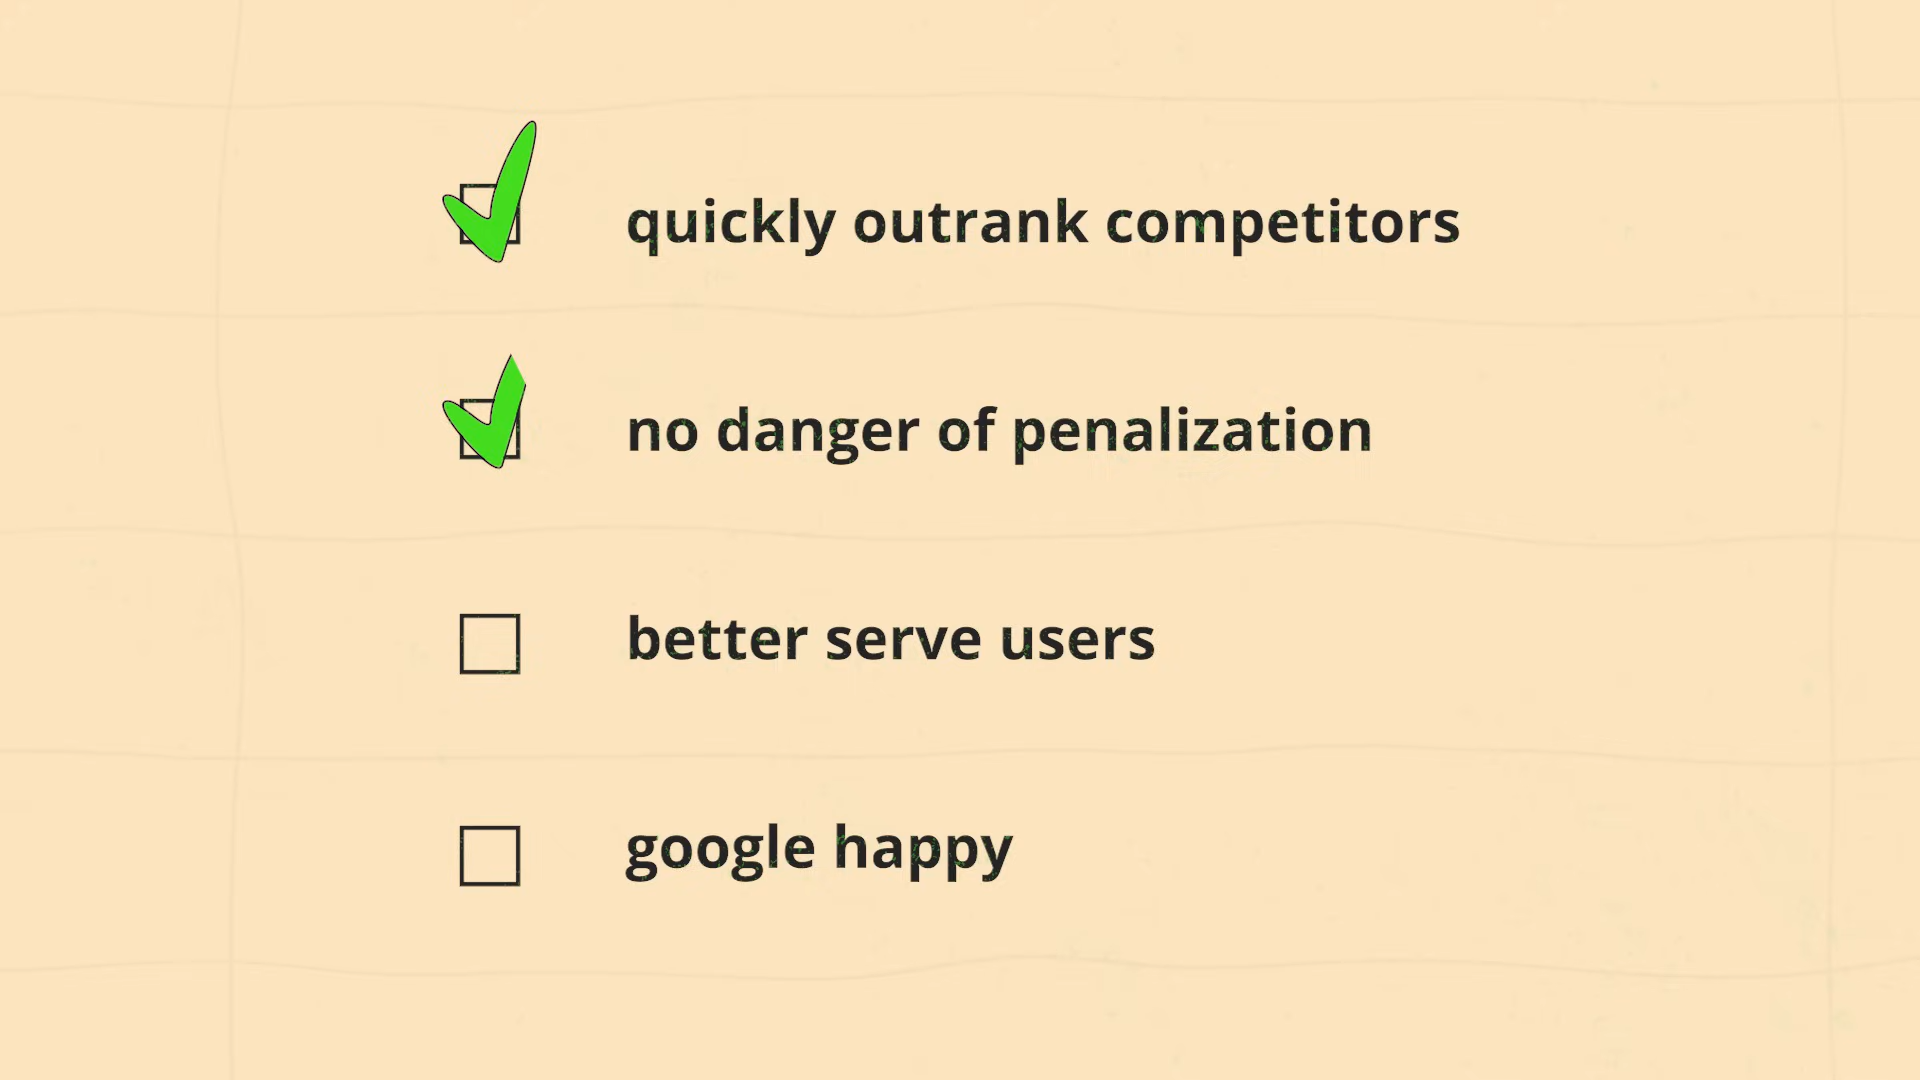 quickly outrank competitors
no danger of penalization
better serve users
google happy